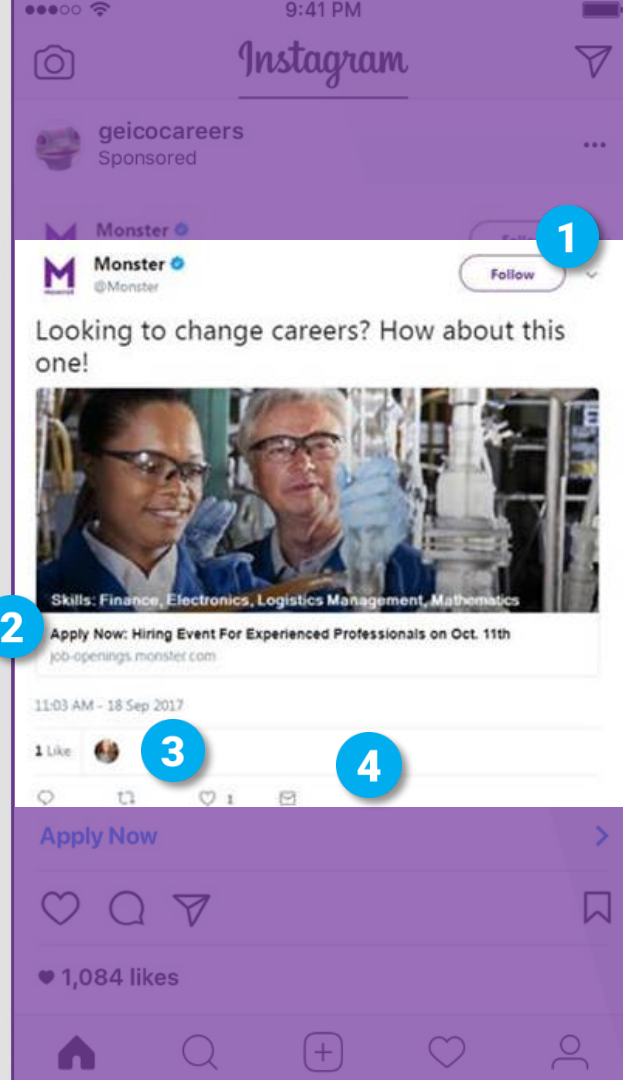 9:41 PM
Instagram
geicocareers
Sponsored
Monster
Follow
1
Monster
@Monster
Follow
Looking to change careers? How about this
one!
Skills: Finance, Electronics, Logistics Management, Mathematics
2
Apply Now: Hiring Event For Experienced Professionals on Oct. 11th
job-openings.monster.com
11:03 AM - 18 Sep 2017
1 Like
3
4
1
Apply Now
1,084 likes